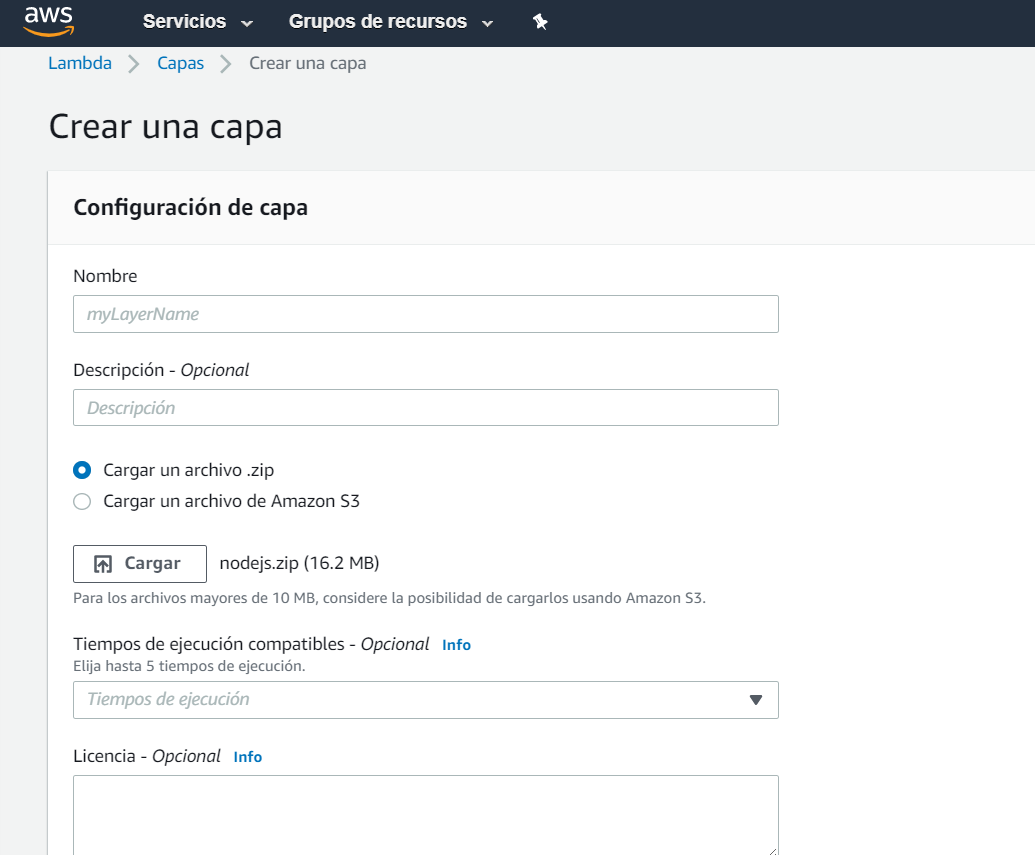 aws Servicios Grupos de recursos
Lambda Capas Crear una capa
Crear una capa
Configuración de capa
Nombre
myLayerName
Descripción - Opcional
Descripción
Cargar un archivo .zip
Cargar un archivo de Amazon S3
Cargar nodejs.zip (16.2 MB)
Para los archivos mayores de 10 MB, considere la posibilidad de cargarlos usando Amazon S3.
Tiempos de ejecución compatibles - Opcional Info
Elija hasta 5 tiempos de ejecución.
Tiempos de ejecución
Licencia - Opcional Info